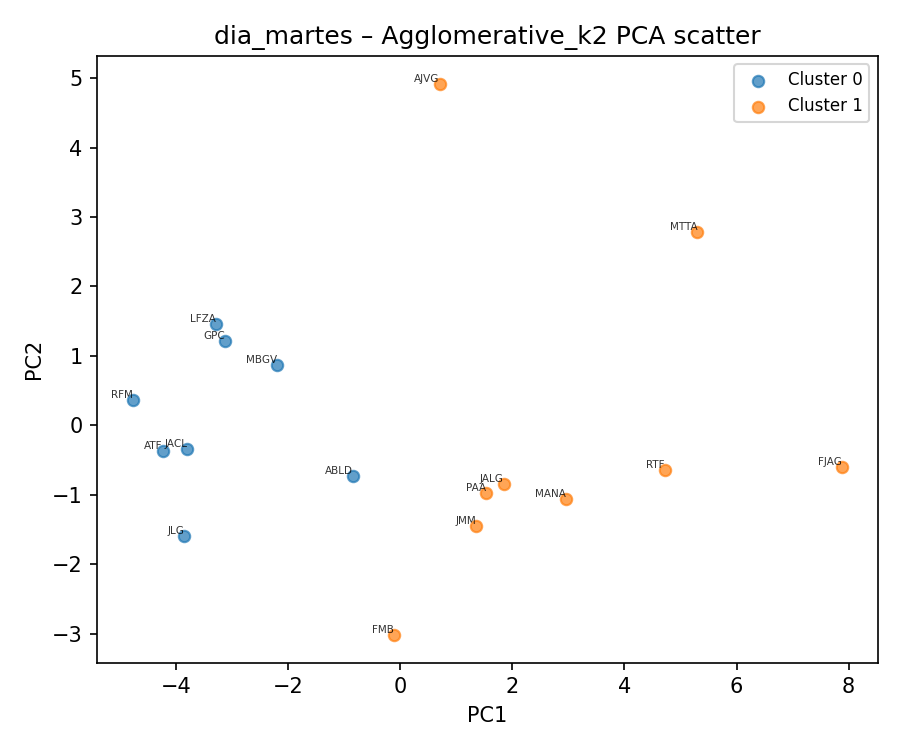 dia_martes – Agglomerative_k2 PCA scatter
Cluster 0
Cluster 1
AJVG
MTTA
LFZA
GPC
MBGV
RFM
ATF
JACL
ABLD
JLG
JALG
PAA
MANA
RTF
FJAG
JMM
FMB
PC2
5
4
3
2
1
0
−1
−2
−3
−4
−2
0
2
4
6
8
PC1